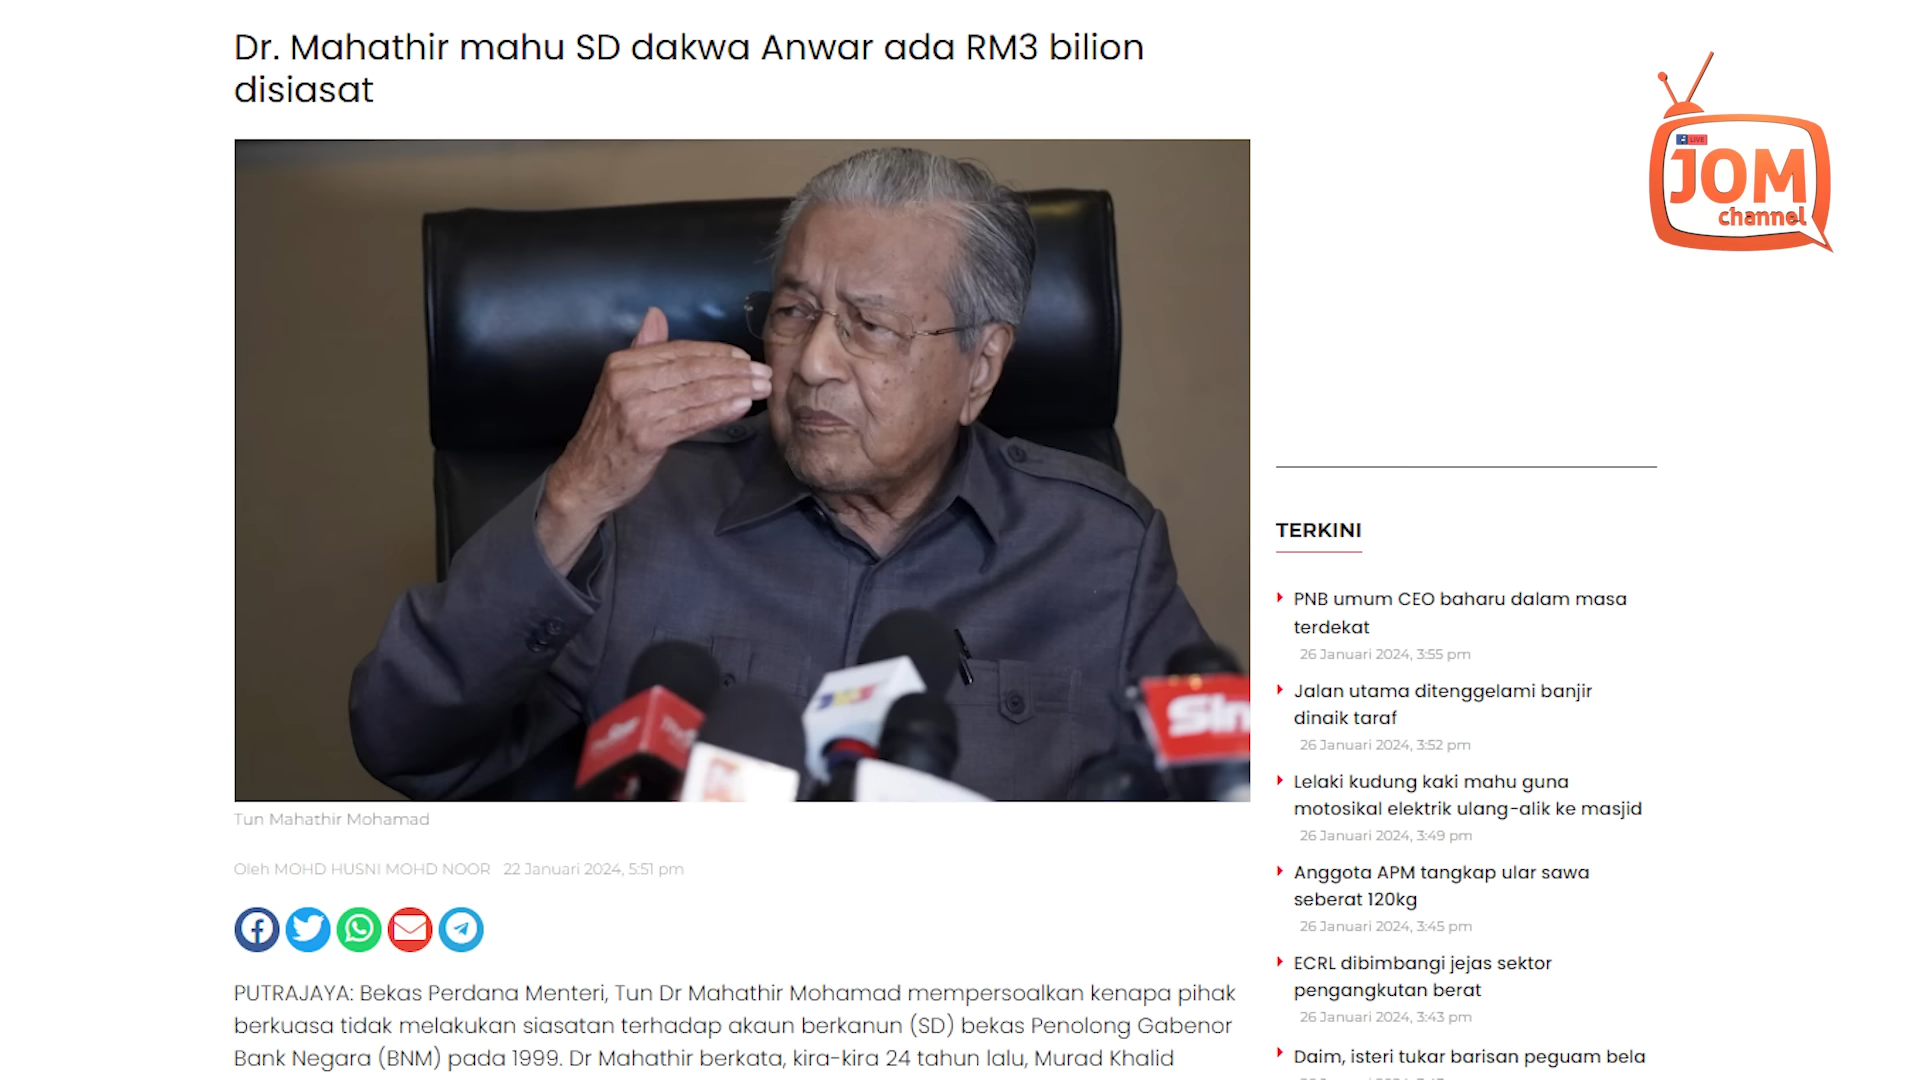 Dr. Mahathir mahu SD dakwa Anwar ada RM3 bilion
disiasat
LIVE
JOM
channel
Sin
Tun Mahathir Mohamad
Oleh MOHD HUSNI MOHD NOOR 22 Januari 2024, 5:51 pm
PUTRAJAYA: Bekas Perdana Menteri, Tun Dr Mahathir Mohamad mempersoalkan kenapa pihak
berkuasa tidak melakukan siasatan terhadap akaun berkanun (SD) bekas Penolong Gabenor
Bank Negara (BNM) pada 1999. Dr Mahathir berkata, kira-kira 24 tahun lalu, Murad Khalid
TERKINI
PNB umum CEO baharu dalam masa
terdekat
26 Januari 2024, 3:55 pm
Jalan utama ditenggelami banjir
dinaik taraf
26 Januari 2024, 3:52 pm
Lelaki kudung kaki mahu guna
motosikal elektrik ulang-alik ke masjid
26 Januari 2024, 3:49 pm
Anggota APM tangkap ular sawa
seberat 120kg
26 Januari 2024, 3:45 pm
ECRL dibimbangi jejas sektor
pengangkutan berat
26 Januari 2024, 3:43 pm
Daim, isteri tukar barisan peguam bela